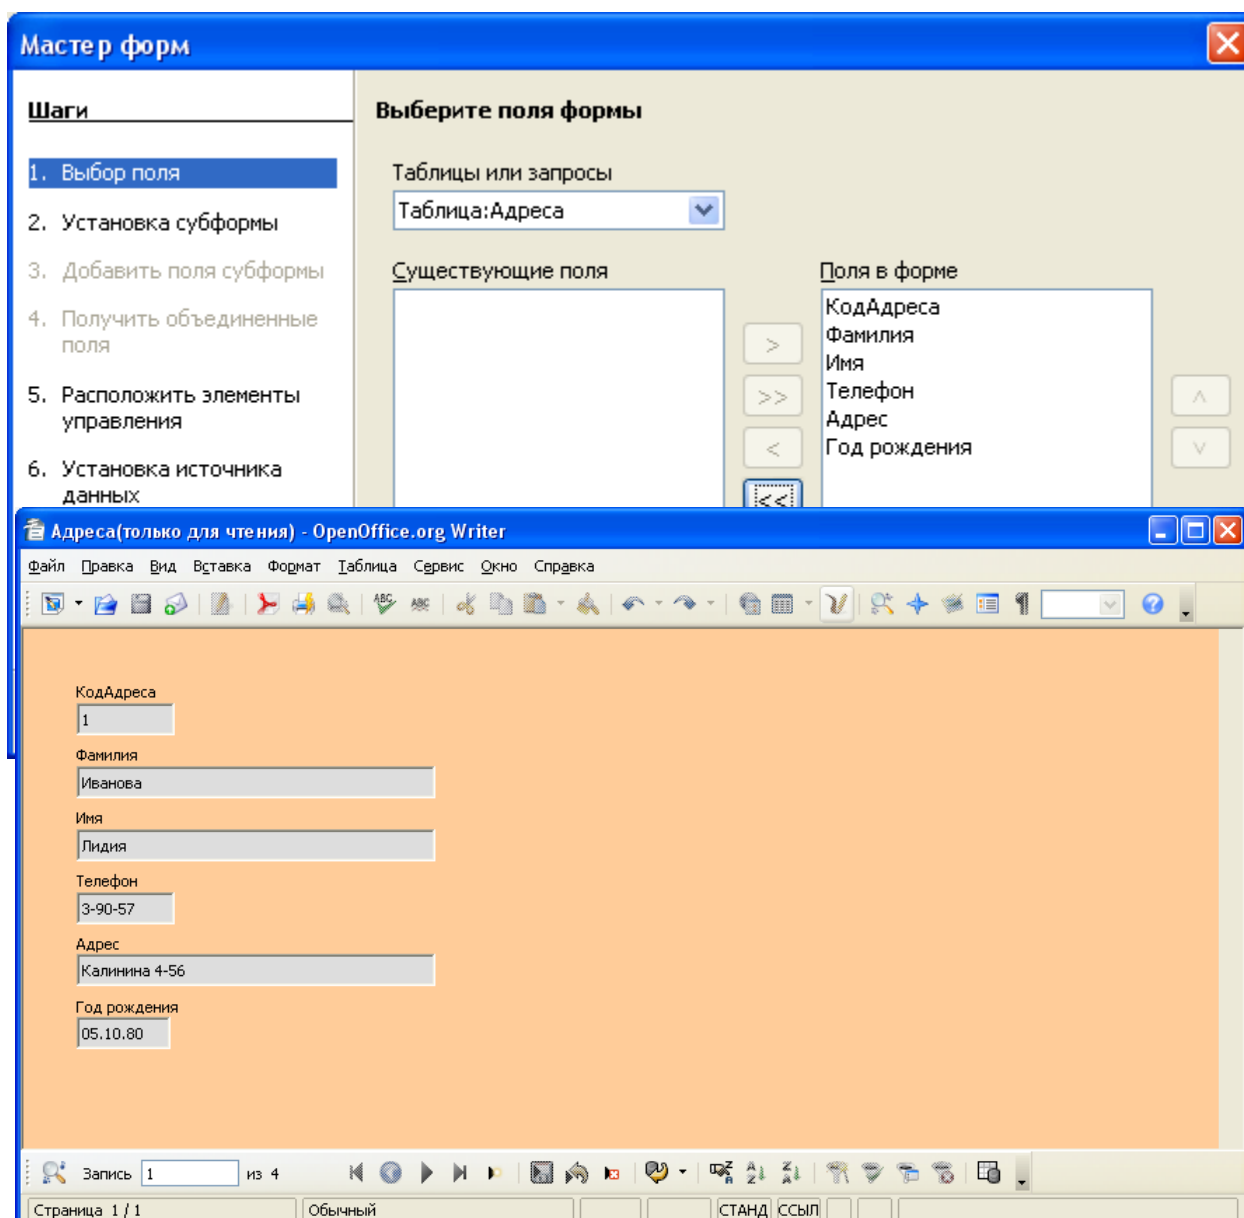 Мастер форм
Шаги
1. Выбор поля
2. Установка субформы
3. Добавить поля субформы
4. Получить объединенные
поля
5. Расположить элементы
управления
6. Установка источника
данных
Выберите поля формы
Таблицы или запросы
Таблица:Адреса
Существующие поля
>
>>
<
<<
Поля в форме
КодАдреса
Фамилия
Имя
Телефон
Адрес
Год рождения
Адреса(только для чтения) - OpenOffice.org Writer
Файл Правка Вид Вставка Формат Таблица Сервис Окно Справка
КодАдреса
1
Фамилия
Иванова
Имя
Лидия
Телефон
3-90-57
Адрес
Калинина 4-56
Год рождения
05.10.80
Запись 1 из 4
Страница 1 / 1 Обычный СТАНД ССЫЛ